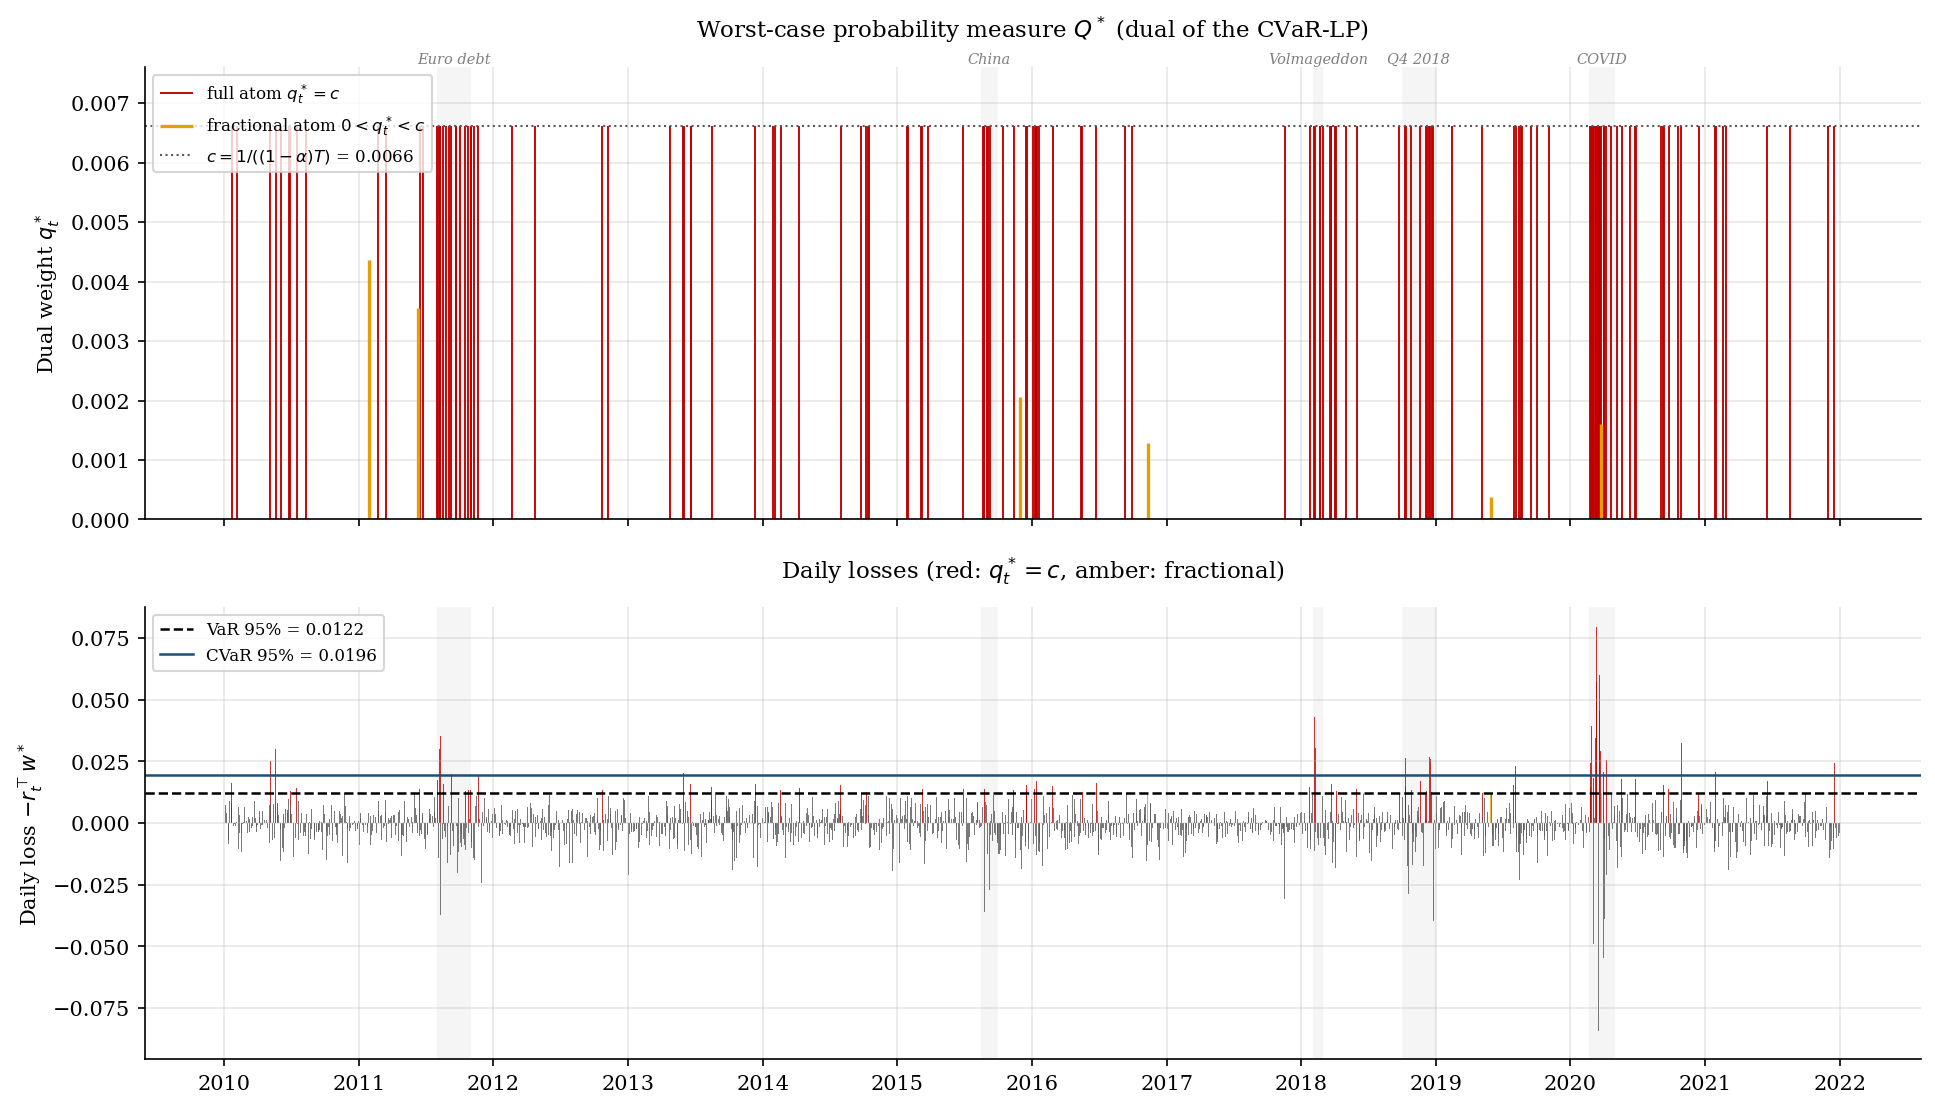 Worst-case probability measure $Q^*$ (dual of the CVaR-LP)
Euro debt China Volmageddon Q4 2018 COVID
full atom $q_t^* = c$
fractional atom $0 < q_t^* < c$
$c = 1/((1-\alpha)T)$ = 0.0066
Dual weight $q_t^*$
0.007
0.006
0.005
0.004
0.003
0.002
0.001
0.000
Daily losses (red: $q_t^* = c$, amber: fractional)
VaR 95% = 0.0122
CVaR 95% = 0.0196
Daily loss $-r_t^\top w^*$
0.075
0.050
0.025
0.000
−0.025
−0.050
−0.075
2010 2011 2012 2013 2014 2015 2016 2017 2018 2019 2020 2021 2022